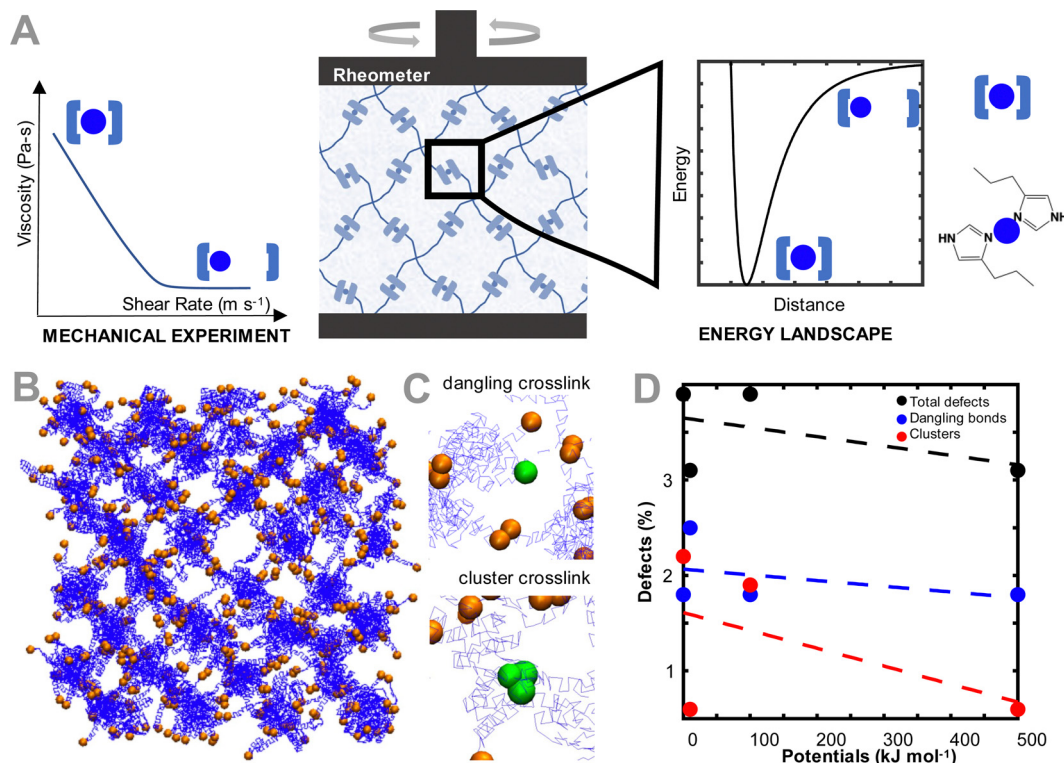 A
Rheometer
Viscosity (Pa-s)
Shear Rate (m s-1)
MECHANICAL EXPERIMENT
Energy
Distance
ENERGY LANDSCAPE
N
NH
HN
N
B
C
dangling crosslink
cluster crosslink
D
Total defects
Dangling bonds
Clusters
Defects (%)
3
2
1
0
100
200
300
400
500
Potentials (kJ mol-1)